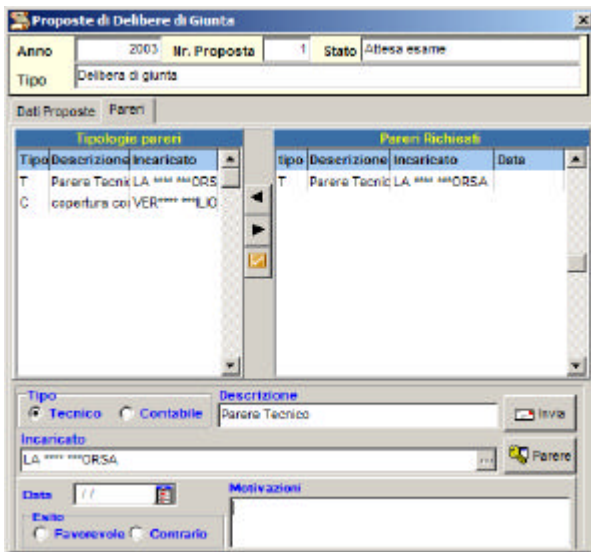 Proposte di Delibere di Giunta
Anno 2003 Nr. Proposta 1 Stato Attesa esame
Tipo Delibera di giunta
Dati Proposte Pareri
Tipologie pareri Pareri Richiesti
Tipo Descrizione Incaricato tipo Descrizione Incaricato Data
T Parere Tecnic LA **** ***ORS T Parere Tecnic LA **** ***ORSA
C copertura cor VER**** ***ILIO
Tipo Descrizione
Tecnico Contabile Parere Tecnico Invia
Incaricato
LA **** ***ORSA ... Parere
Data / / Motivazioni
Esito
Favorevole Contrario